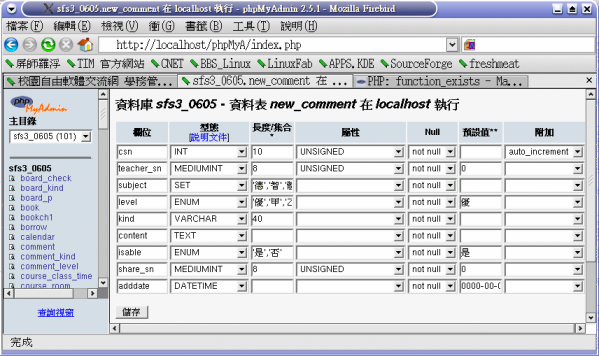 sfs3_0605.new_comment 在 localhost 執行 - phpMyAdmin 2.5.1 - Mozilla Firebird
檔案(F) 編輯(E) 檢視(V) 衝(G) 書籤(B) 工具(T) 說明(H)
http://localhost/phpMyA/index.php
屏師羅浮 TIM 官方網站 CNET BBS_Linux LinuxFab APPS.KDE SourceForge freshmeat
校園自由軟體交流網 學務管... sfs3_0605.new_comment 在 ... PHP: function_exists - Ma...
php
MyAdmin
主目錄
sfs3_0605 (101)
sfs3_0605
board_check
board_kind
board_p
book
bookch1
borrow
calendar
comment
comment_kind
comment_level
course_class_time
course_room
查詢視窗
資料庫 sfs3_0605 - 資料表 new_comment 在 localhost 執行
欄位 型態 [說明文件] 長度/集合* 屬性 Null 預設值** 附加
csn INT 10 UNSIGNED not null auto_increment
teacher_sn MEDIUMINT 8 UNSIGNED not null 0
subject SET '德','智', not null
level ENUM '優','甲','乙 not null 優
kind VARCHAR 40 not null
content TEXT not null
isable ENUM '是','否' not null 是
share_sn MEDIUMINT 8 UNSIGNED not null 0
adddate DATETIME not null 0000-00-0
儲存
完成